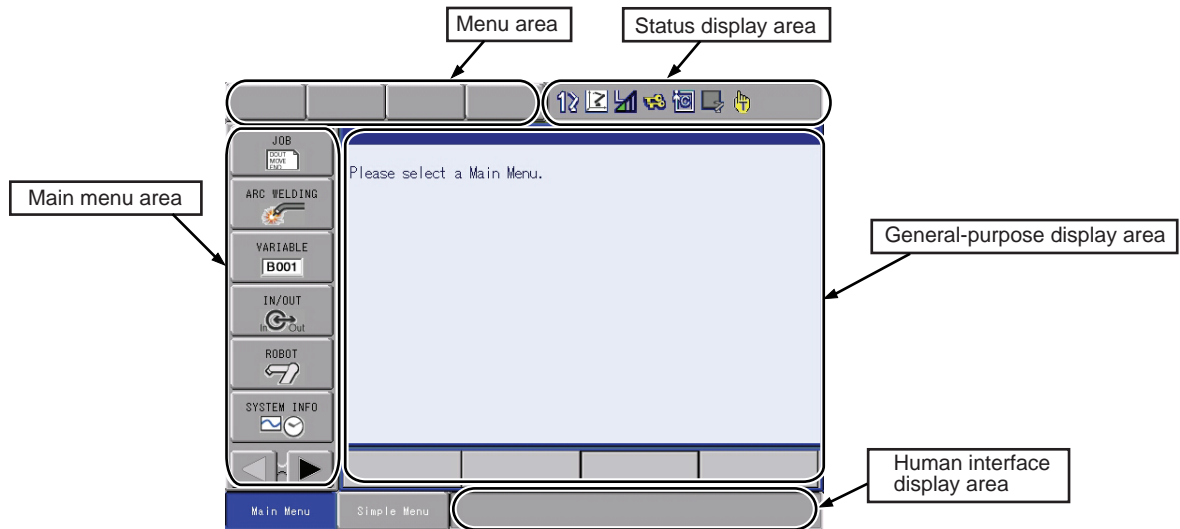 Menu area
Status display area
JOB
DOUT
MOVE
END
Please select a Main Menu.
Main menu area
ARC WELDING
General-purpose display area
VARIABLE
B001
IN/OUT
In Out
ROBOT
SYSTEM INFO
Human interface
display area
Main Menu
Simple Menu